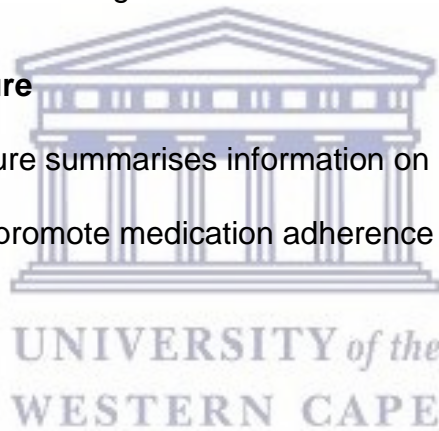 ure
ure summarises information on
promote medication adherence
UNIVERSITY of the
WESTERN CAPE